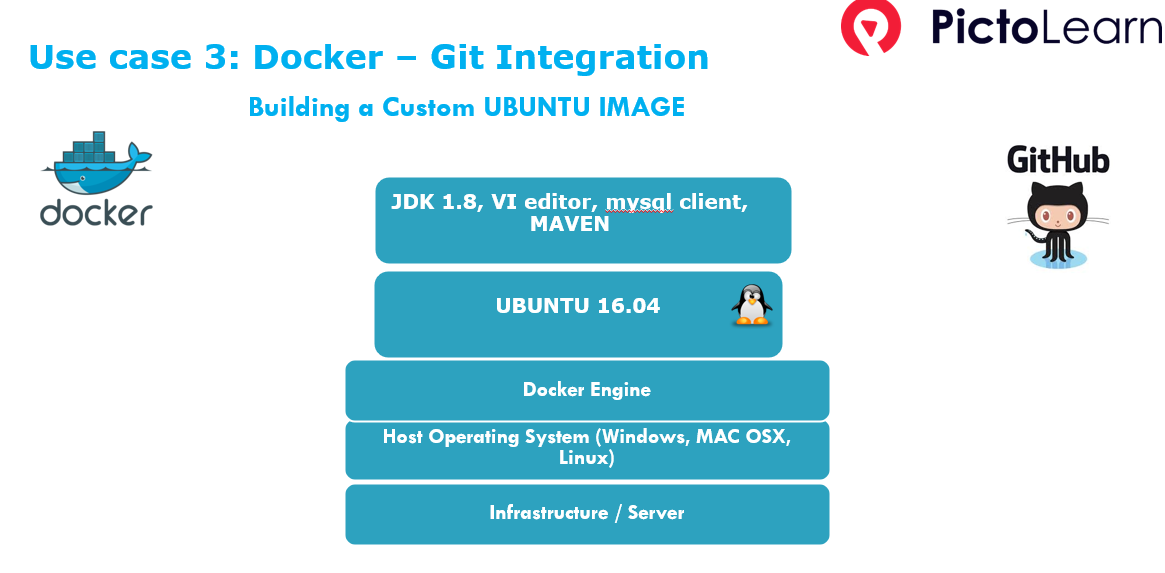 PictoLearn
Use case 3: Docker – Git Integration
Building a Custom UBUNTU IMAGE
docker
GitHub
JDK 1.8, VI editor, mysql client,
MAVEN
UBUNTU 16.04
Docker Engine
Host Operating System (Windows, MAC OSX,
Linux)
Infrastructure / Server